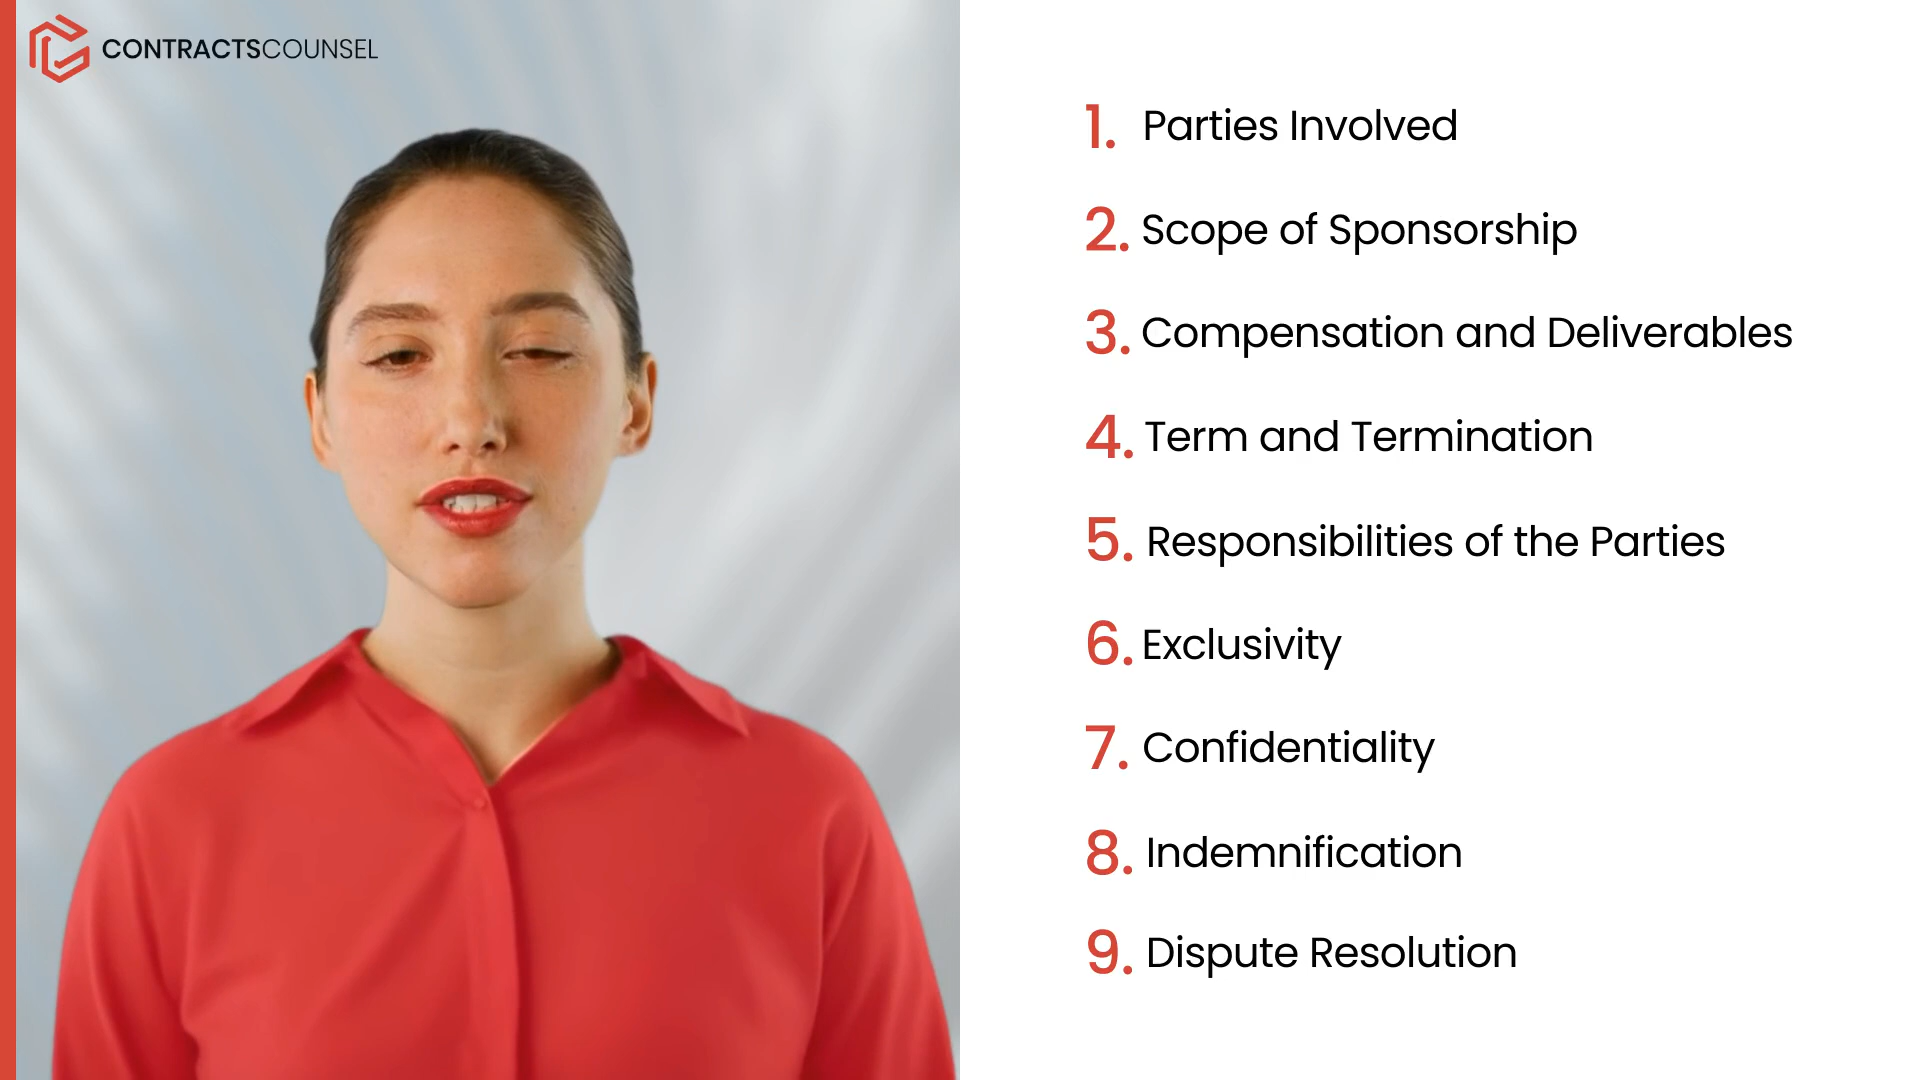 CONTRACTSCOUNSEL
1. Parties Involved
2. Scope of Sponsorship
3. Compensation and Deliverables
4. Term and Termination
5. Responsibilities of the Parties
6. Exclusivity
7. Confidentiality
8. Indemnification
9. Dispute Resolution